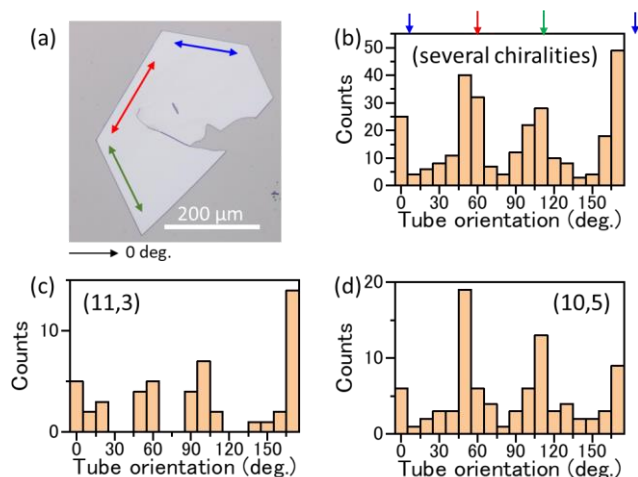 (a)
200 µm
0 deg.
(b)
(several chiralities)
50
40
30
20
10
0
Counts
0 30 60 90 120 150
Tube orientation (deg.)
(c)
(11,3)
10
0
Counts
0 30 60 90 120 150
Tube orientation (deg.)
(d)
(10,5)
20
10
0
Counts
0 30 60 90 120 150
Tube orientation (deg.)